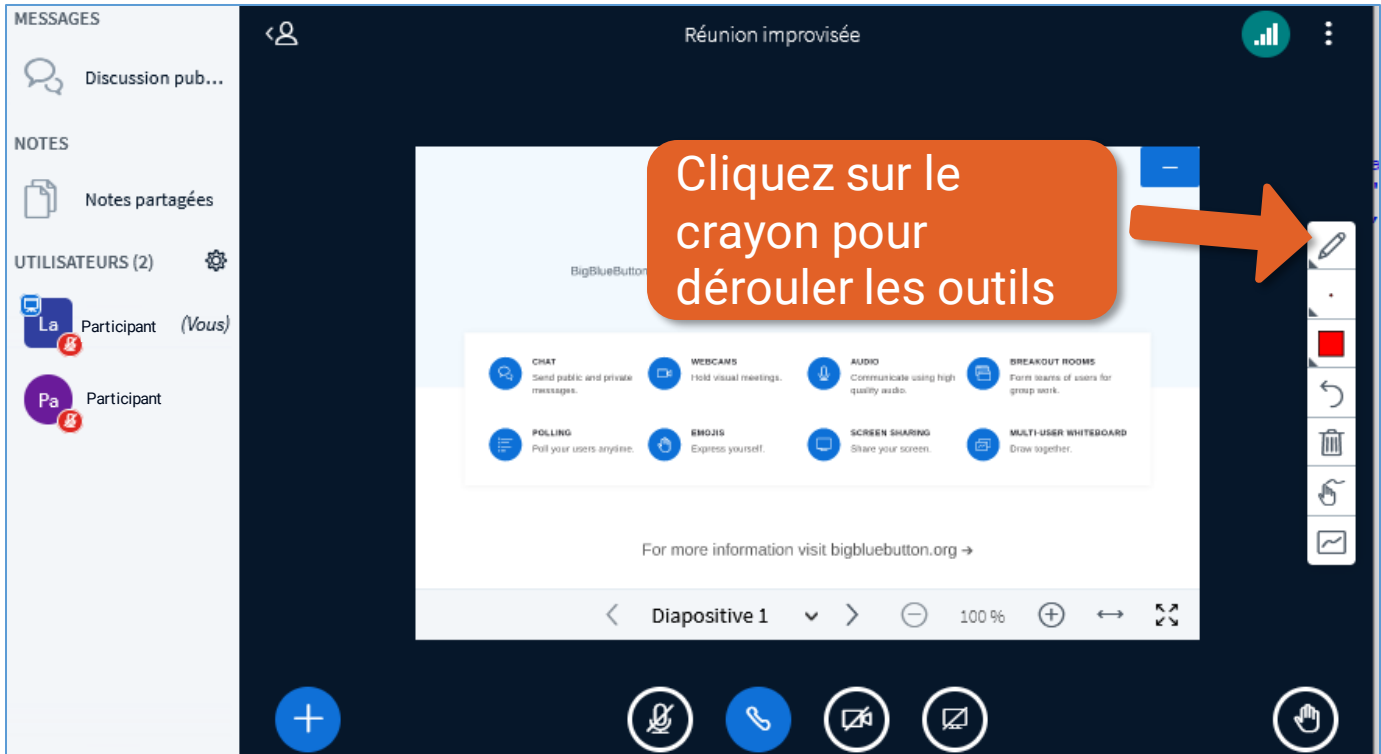 MESSAGES
Discussion pub...
NOTES
Notes partagées
UTILISATEURS (2)
La
Participant (Vous)
Pa
Participant
Réunion improvisée
Cliquez sur le
crayon pour
dérouler les outils
BigBlueButton
CHAT
Send public and private
messages.
WEBCAMS
Hold visual meetings.
AUDIO
Communicate using high
quality audio.
BREAKOUT ROOMS
Form teams of users for
group work.
POLLING
Poll your users anytime.
EMOJIS
Express yourself.
SCREEN SHARING
Share your screen.
MULTI-USER WHITEBOARD
Draw together.
For more information visit bigbluebutton.org →
Diapositive 1
100 %